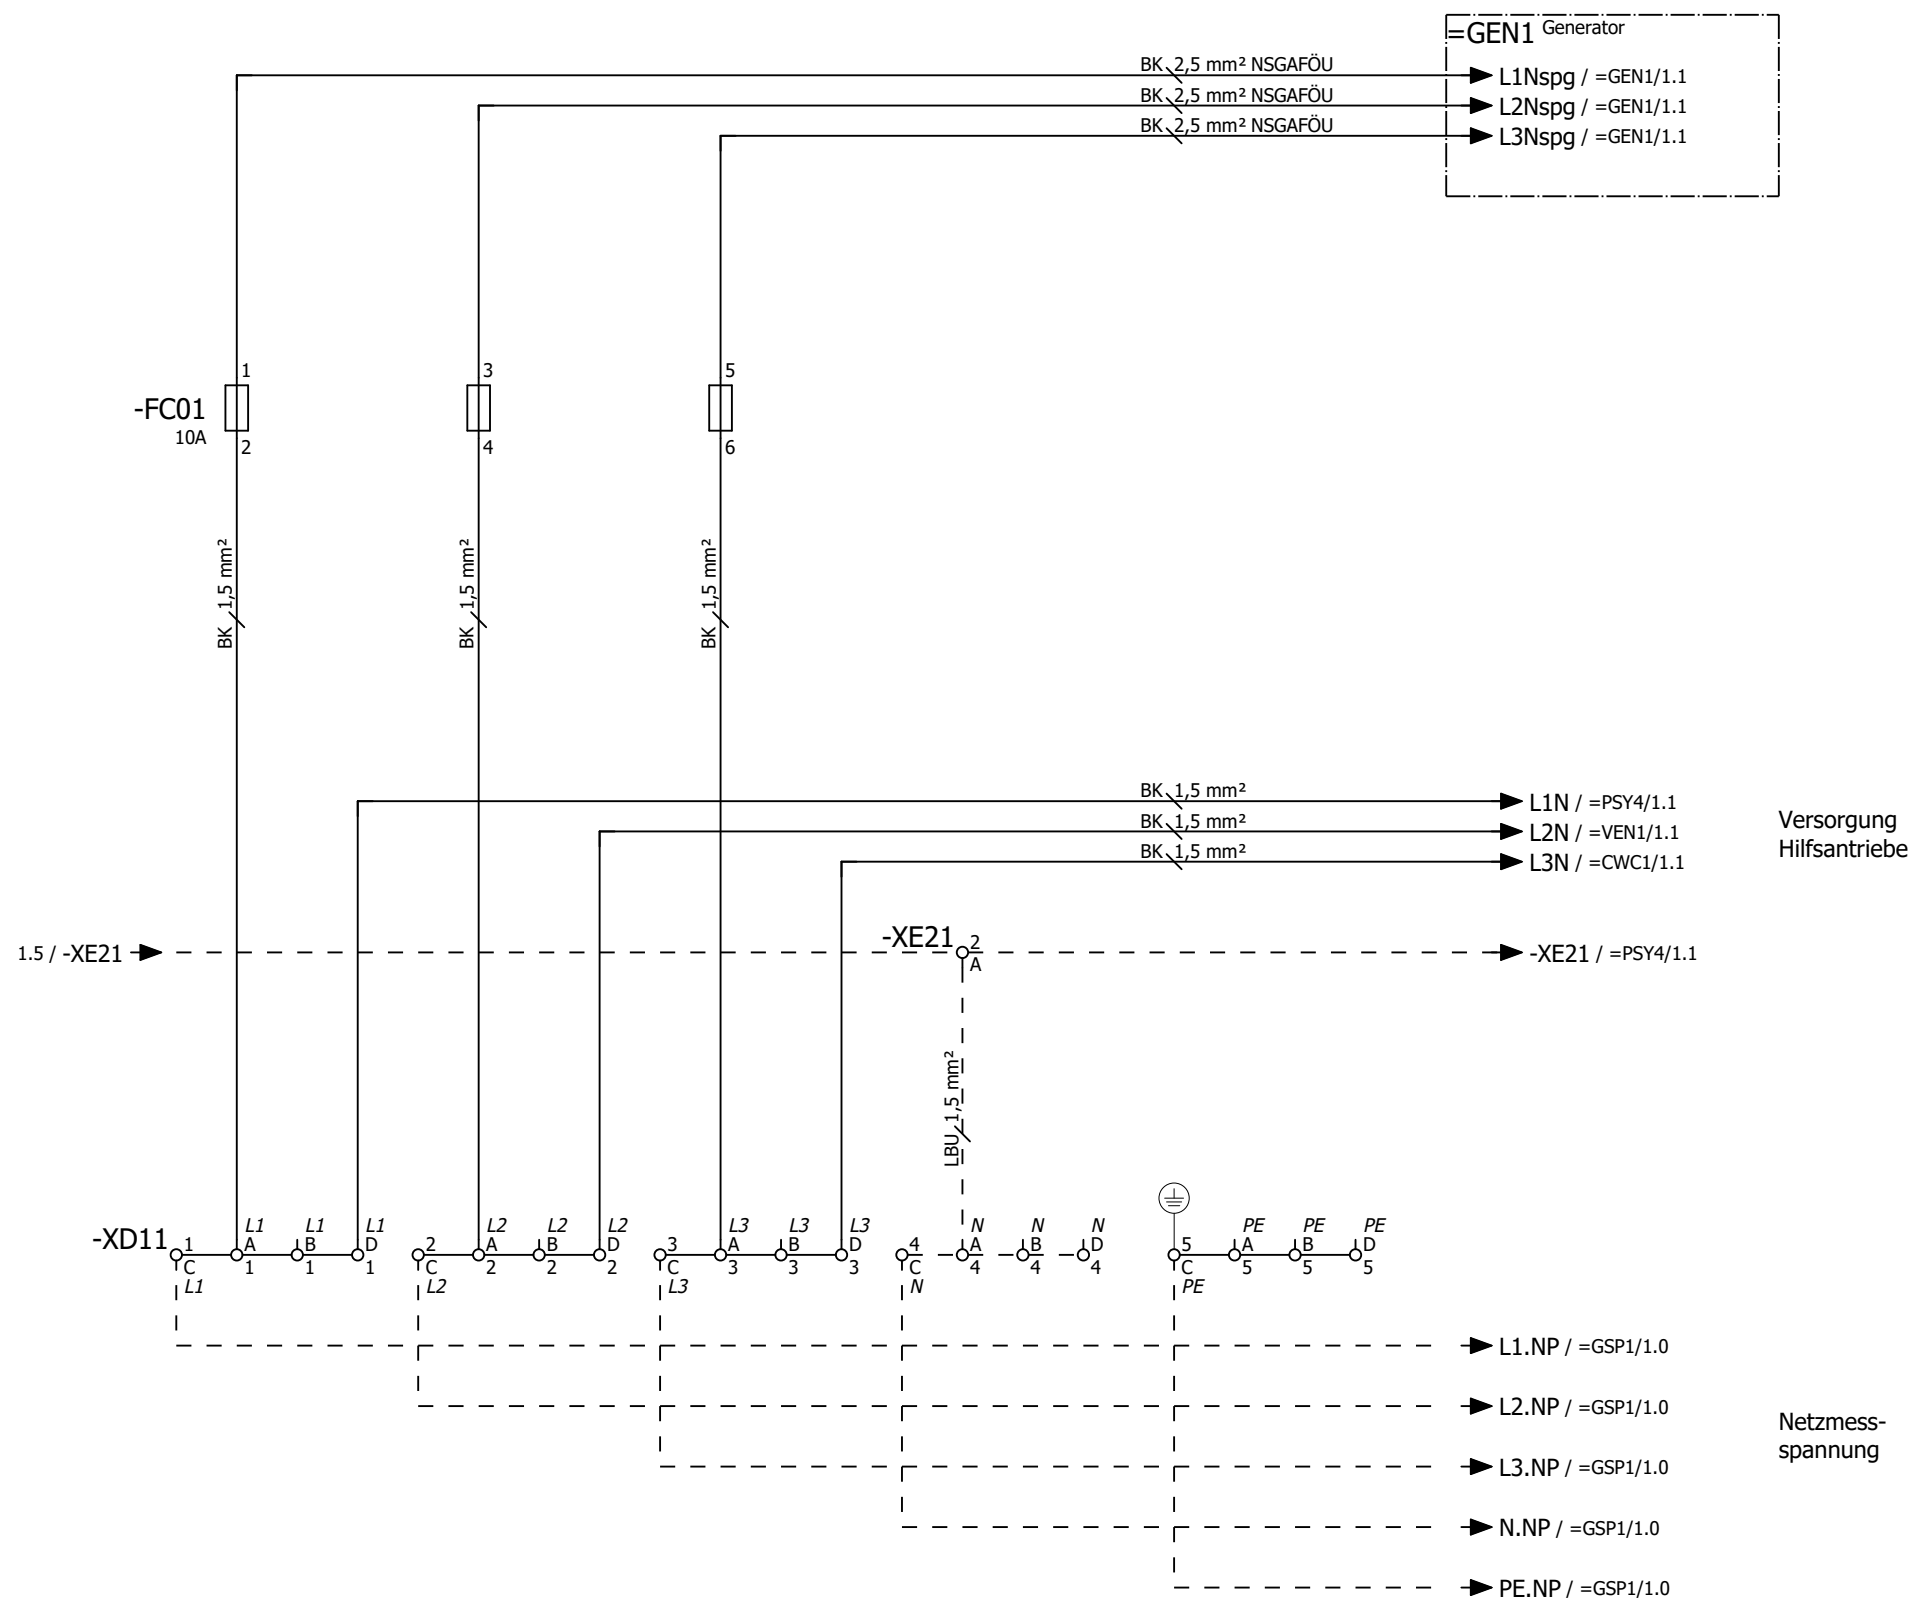 =GEN1 Generator
BK 2,5 mm² NSGAFÖU
L1Nspg / =GEN1/1.1
BK 2,5 mm² NSGAFÖU
L2Nspg / =GEN1/1.1
BK 2,5 mm² NSGAFÖU
L3Nspg / =GEN1/1.1
1 3 5
-FC01
10A
2 4 6
BK 1,5 mm²
BK 1,5 mm²
BK 1,5 mm²
BK 1,5 mm²
L1N / =PSY4/1.1
BK 1,5 mm²
L2N / =VEN1/1.1
BK 1,5 mm²
L3N / =CWC1/1.1
Versorgung
Hilfsantriebe
1.5 / -XE21
-XE21 2
A
-XE21 / =PSY4/1.1
LBU 1,5 mm²
L1 L1 L1 L2 L2 L2 L3 L3 L3 N N N PE PE PE
-XD11 1 A B D 2 A B D 3 A B D 4 A B D 5 A B D
C 1 1 1 C 2 2 2 C 3 3 3 C 4 4 4 C 5 5 5
L1 L2 L3 N PE
L1.NP / =GSP1/1.0
L2.NP / =GSP1/1.0
Netzmess-
spannung
L3.NP / =GSP1/1.0
N.NP / =GSP1/1.0
PE.NP / =GSP1/1.0